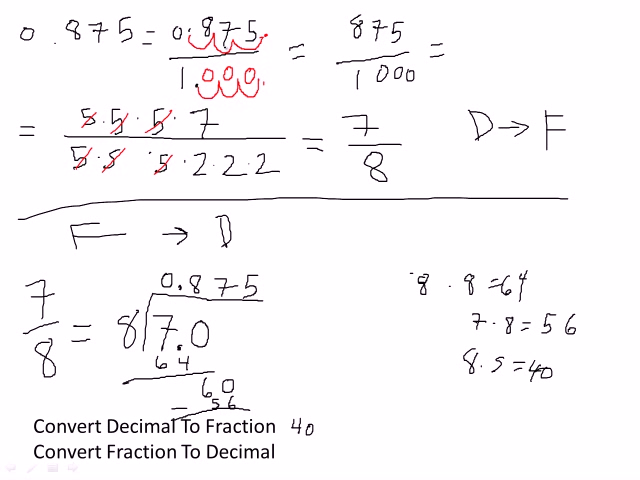 0.875 = 0.875 / 1.000 = 875 / 1000 =
= 5·5·5·7 / 5·5·5·2·2·2 = 7 / 8 D → F
F → D
7 / 8 = 8 7.0 0.875
8 · 8 = 64
64
7 · 8 = 56
60
8 · 5 = 40
- 56
Convert Decimal To Fraction 40
Convert Fraction To Decimal